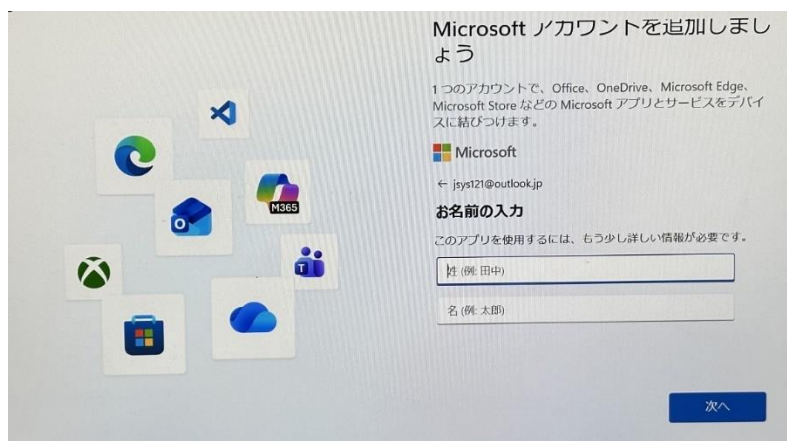 Microsoft アカウントを追加しまし
ょう
1 つのアカウントで、Office、OneDrive、Microsoft Edge、
Microsoft Store などの Microsoft アプリとサービスをデバイ
スに結びつけます。
Microsoft
← jsys121@outlook.jp
お名前の入力
このアプリを使用するには、もう少し詳しい情報が必要です。
姓 (例: 田中)
名 (例: 太郎)
M365
O
T
次へ